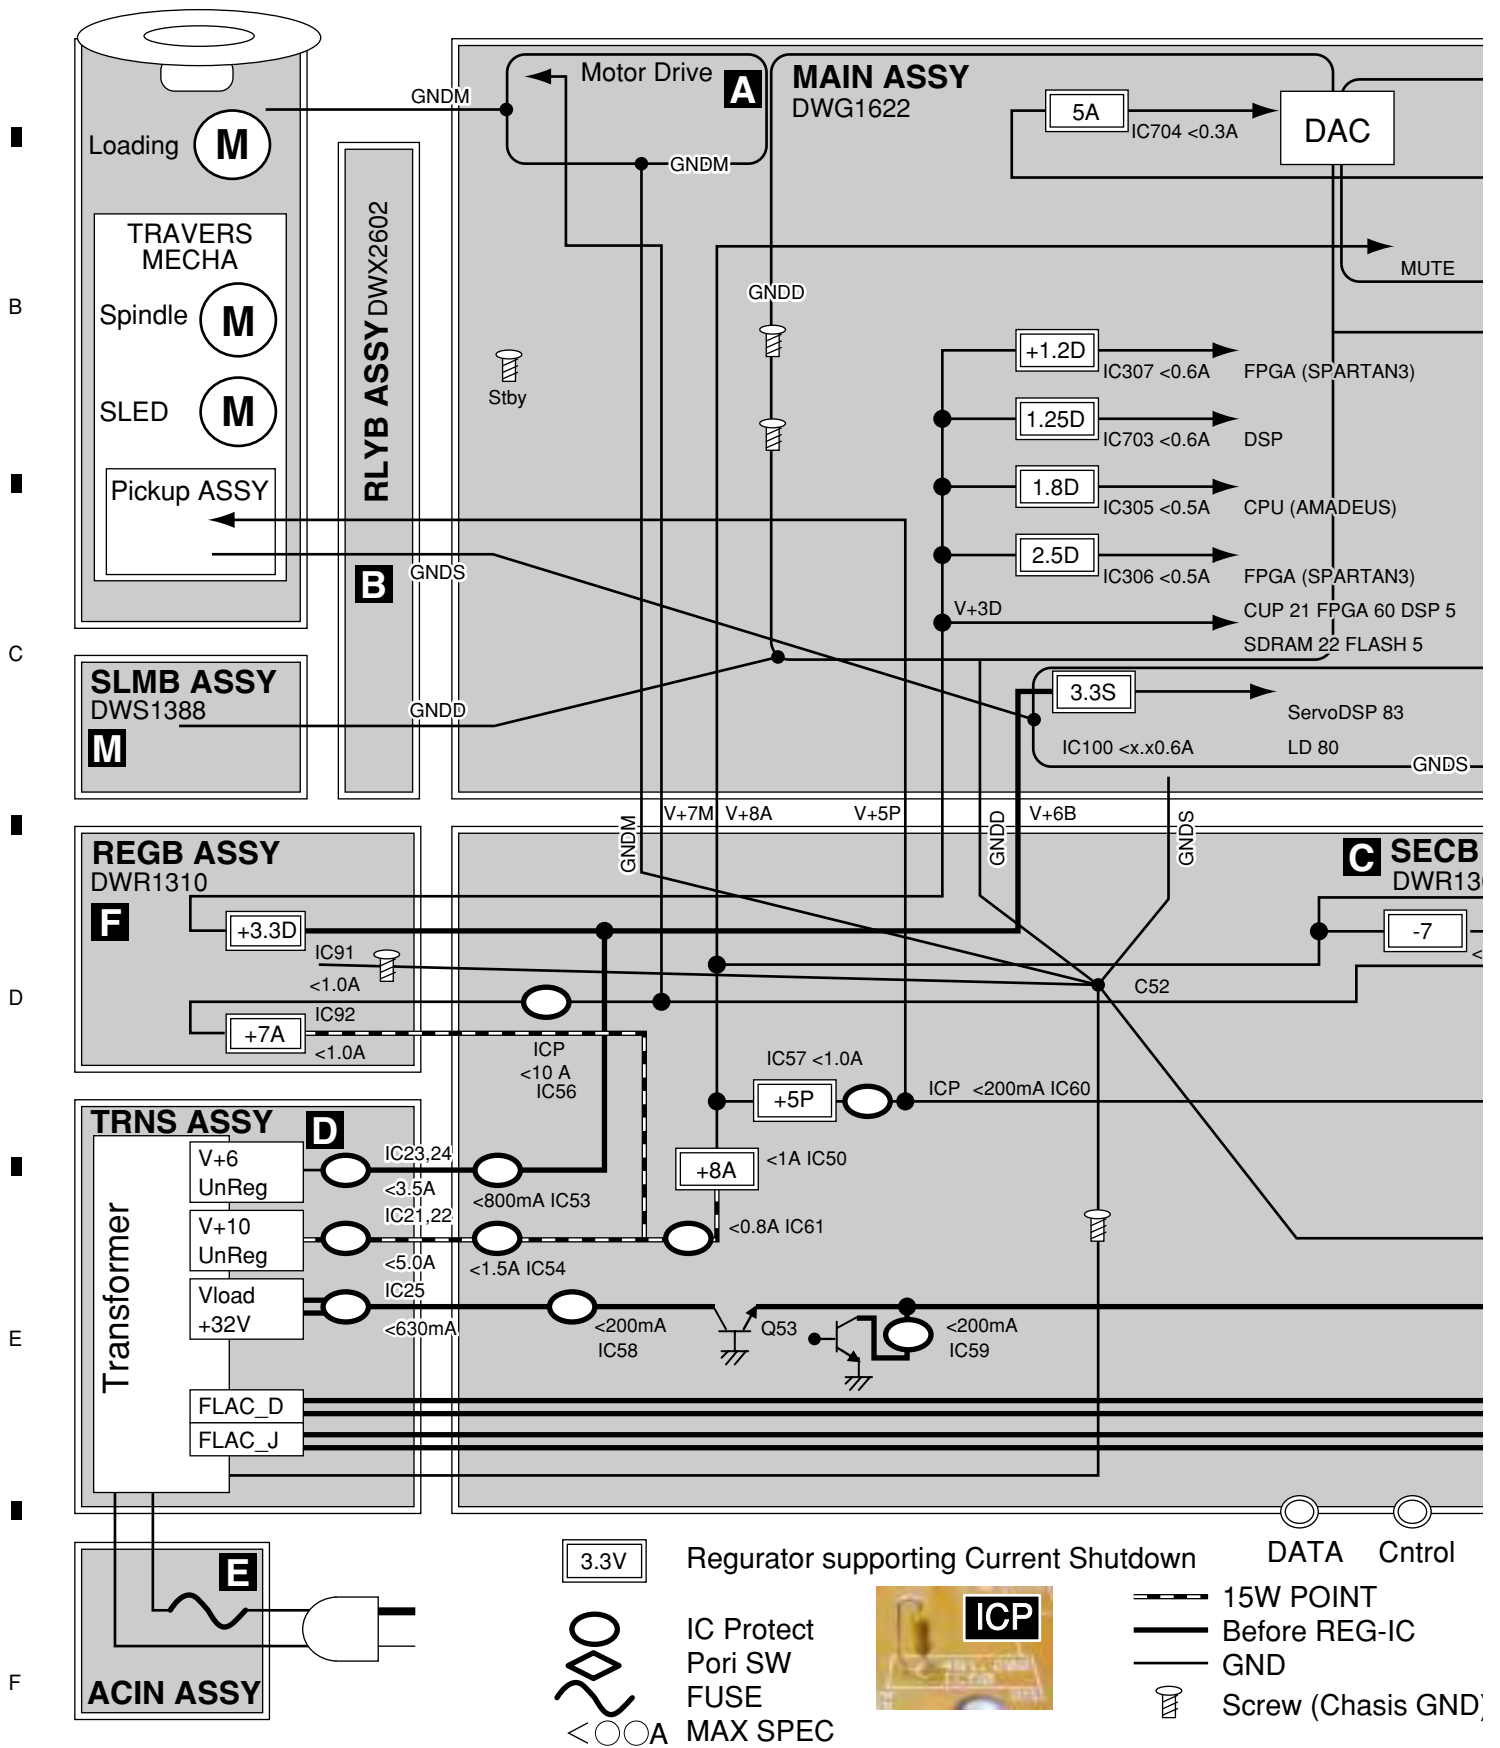 Motor Drive
A
MAIN ASSY
DWG1622
GNDM
5A
IC704 <0.3A
DAC
Loading
M
GNDM
TRAVERS
MECHA
Spindle
M
SLED
M
Pickup ASSY
RLYB ASSY DWX2602
B
B
MUTE
GNDD
Stby
+1.2D
IC307 <0.6A
FPGA (SPARTAN3)
1.25D
IC703 <0.6A
DSP
1.8D
IC305 <0.5A
CPU (AMADEUS)
2.5D
IC306 <0.5A
FPGA (SPARTAN3)
V+3D
CUP 21 FPGA 60 DSP 5
SDRAM 22 FLASH 5
GNDS
C
SLMB ASSY
DWS1388
M
GNDD
3.3S
ServoDSP 83
IC100 <x.x0.6A
LD 80
GNDS
GNDM
V+7M
V+8A
V+5P
GNDD
V+6B
GNDS
REGB ASSY
DWR1310
F
C
SECB
DWR13
+3.3D
IC91
<1.0A
-7
<
D
C52
IC92
+7A
<1.0A
ICP
<10 A
IC56
IC57 <1.0A
+5P
ICP <200mA IC60
TRNS ASSY
D
V+6
UnReg
IC23,24
<3.5A
<800mA IC53
+8A
<1A IC50
V+10
UnReg
IC21,22
<5.0A
<1.5A IC54
<0.8A IC61
Transformer
Vload
+32V
IC25
<630mA
<200mA
IC58
Q53
<200mA
IC59
E
FLAC_D
FLAC_J
E
ACIN ASSY
F
3.3V
Regurator supporting Current Shutdown
DATA
Cntrol
IC Protect
Pori SW
FUSE
<○○A MAX SPEC
ICP
15W POINT
Before REG-IC
GND
Screw (Chasis GND)